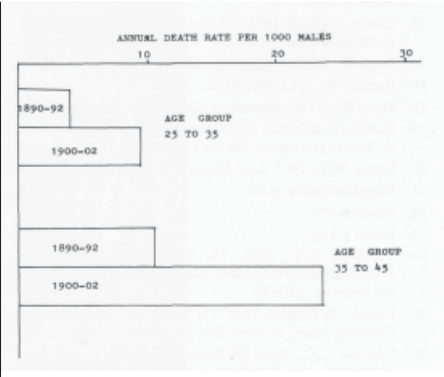 ANNUAL DEATH RATE PER 1000 MALES
10 20 30
1890-92
AGE GROUP
25 TO 35
1900-02
1890-92
AGE GROUP
35 TO 45
1900-02